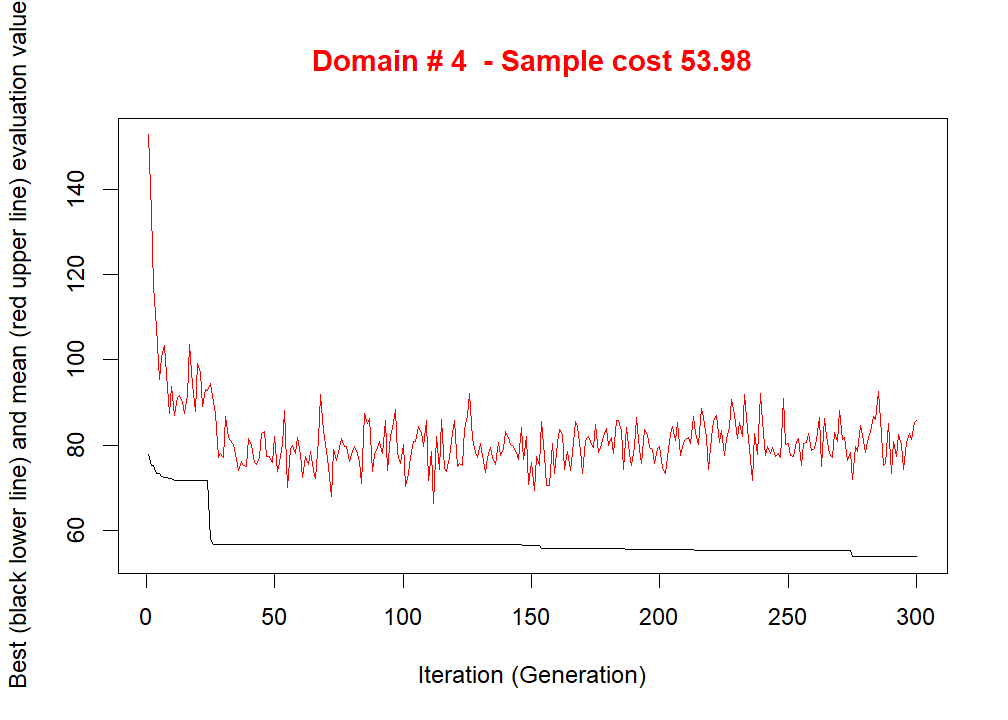 Domain # 4  - Sample cost 53.98
Best (black lower line) and mean (red upper line) evaluation value
140
120
100
80
60
0 50 100 150 200 250 300
Iteration (Generation)